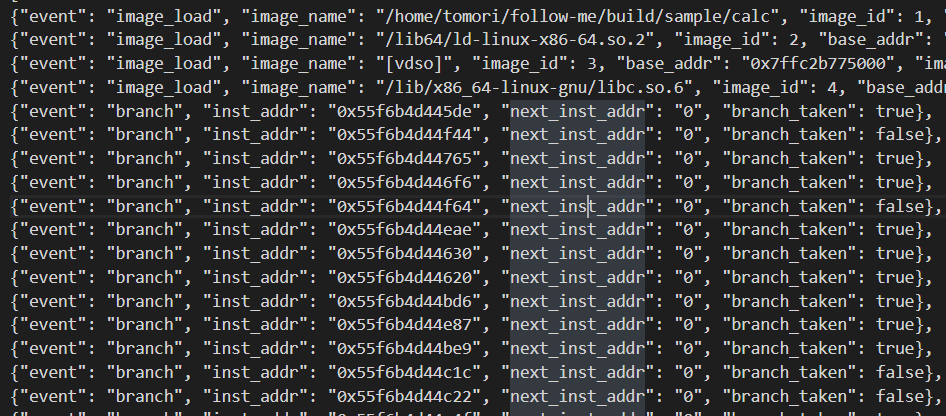 {"event": "image_load", "image_name": "/home/tomori/follow-me/build/sample/calc", "image_id": 1, "
{"event": "image_load", "image_name": "/lib64/ld-linux-x86-64.so.2", "image_id": 2, "base_addr": "
{"event": "image_load", "image_name": "[vdso]", "image_id": 3, "base_addr": "0x7ffc2b775000", "ima
{"event": "image_load", "image_name": "/lib/x86_64-linux-gnu/libc.so.6", "image_id": 4, "base_addr
{"event": "branch", "inst_addr": "0x55f6b4d445de", "next_inst_addr": "0", "branch_taken": true},
{"event": "branch", "inst_addr": "0x55f6b4d44f44", "next_inst_addr": "0", "branch_taken": false},
{"event": "branch", "inst_addr": "0x55f6b4d44765", "next_inst_addr": "0", "branch_taken": true},
{"event": "branch", "inst_addr": "0x55f6b4d446f6", "next_inst_addr": "0", "branch_taken": true},
{"event": "branch", "inst_addr": "0x55f6b4d44f64", "next_inst_addr": "0", "branch_taken": false},
{"event": "branch", "inst_addr": "0x55f6b4d44eae", "next_inst_addr": "0", "branch_taken": true},
{"event": "branch", "inst_addr": "0x55f6b4d44630", "next_inst_addr": "0", "branch_taken": true},
{"event": "branch", "inst_addr": "0x55f6b4d44620", "next_inst_addr": "0", "branch_taken": true},
{"event": "branch", "inst_addr": "0x55f6b4d44bd6", "next_inst_addr": "0", "branch_taken": true},
{"event": "branch", "inst_addr": "0x55f6b4d44e87", "next_inst_addr": "0", "branch_taken": true},
{"event": "branch", "inst_addr": "0x55f6b4d44be9", "next_inst_addr": "0", "branch_taken": true},
{"event": "branch", "inst_addr": "0x55f6b4d44c1c", "next_inst_addr": "0", "branch_taken": false},
{"event": "branch", "inst_addr": "0x55f6b4d44c22", "next_inst_addr": "0", "branch_taken": false},